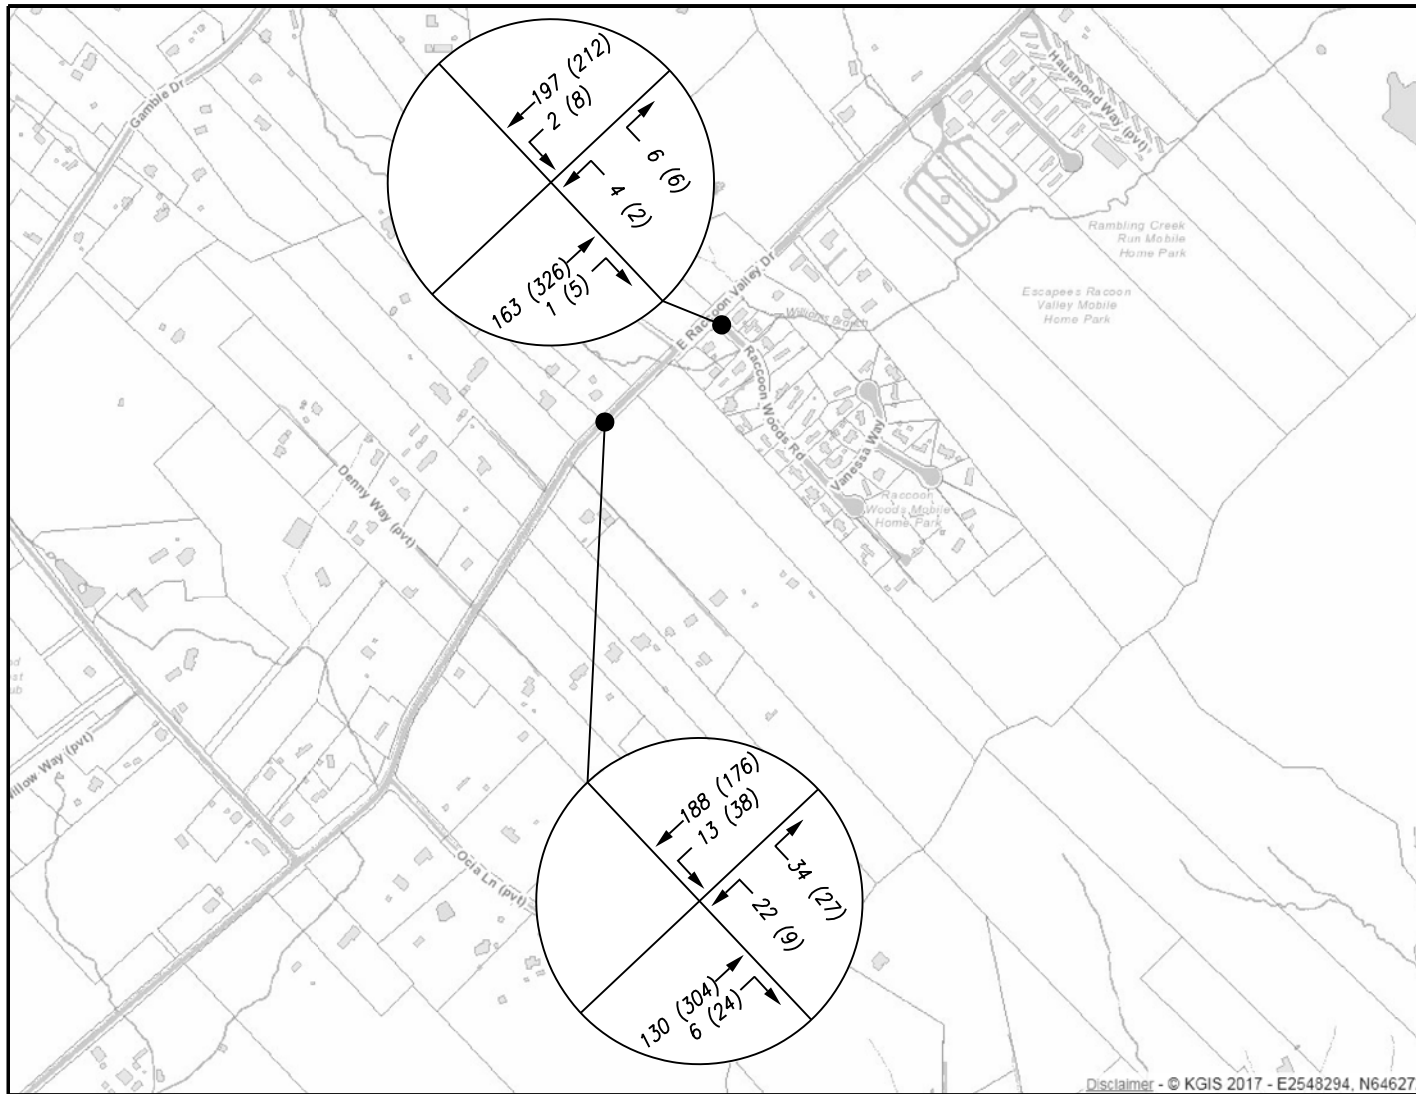 197 (212)
2 (8)
6 (6)
4 (2)
163 (326)
1 (5)
Gamble Dr
Hausmond Way (pvt)
Rambling Creek
Run Mobile
Home Park
Escapees Racoon
Valley Mobile
Home Park
E Raccoon Valley Dr
Williams Branch
Raccoon Woods Rd
Vanessa Way
Raccoon
Woods Mobile
Home Park
Denny Way (pvt)
Willow Way (pvt)
Ocia Ln (pvt)
188 (176)
13 (38)
34 (27)
22 (9)
130 (304)
6 (24)
Disclaimer - © KGIS 2017 - E2548294, N64627